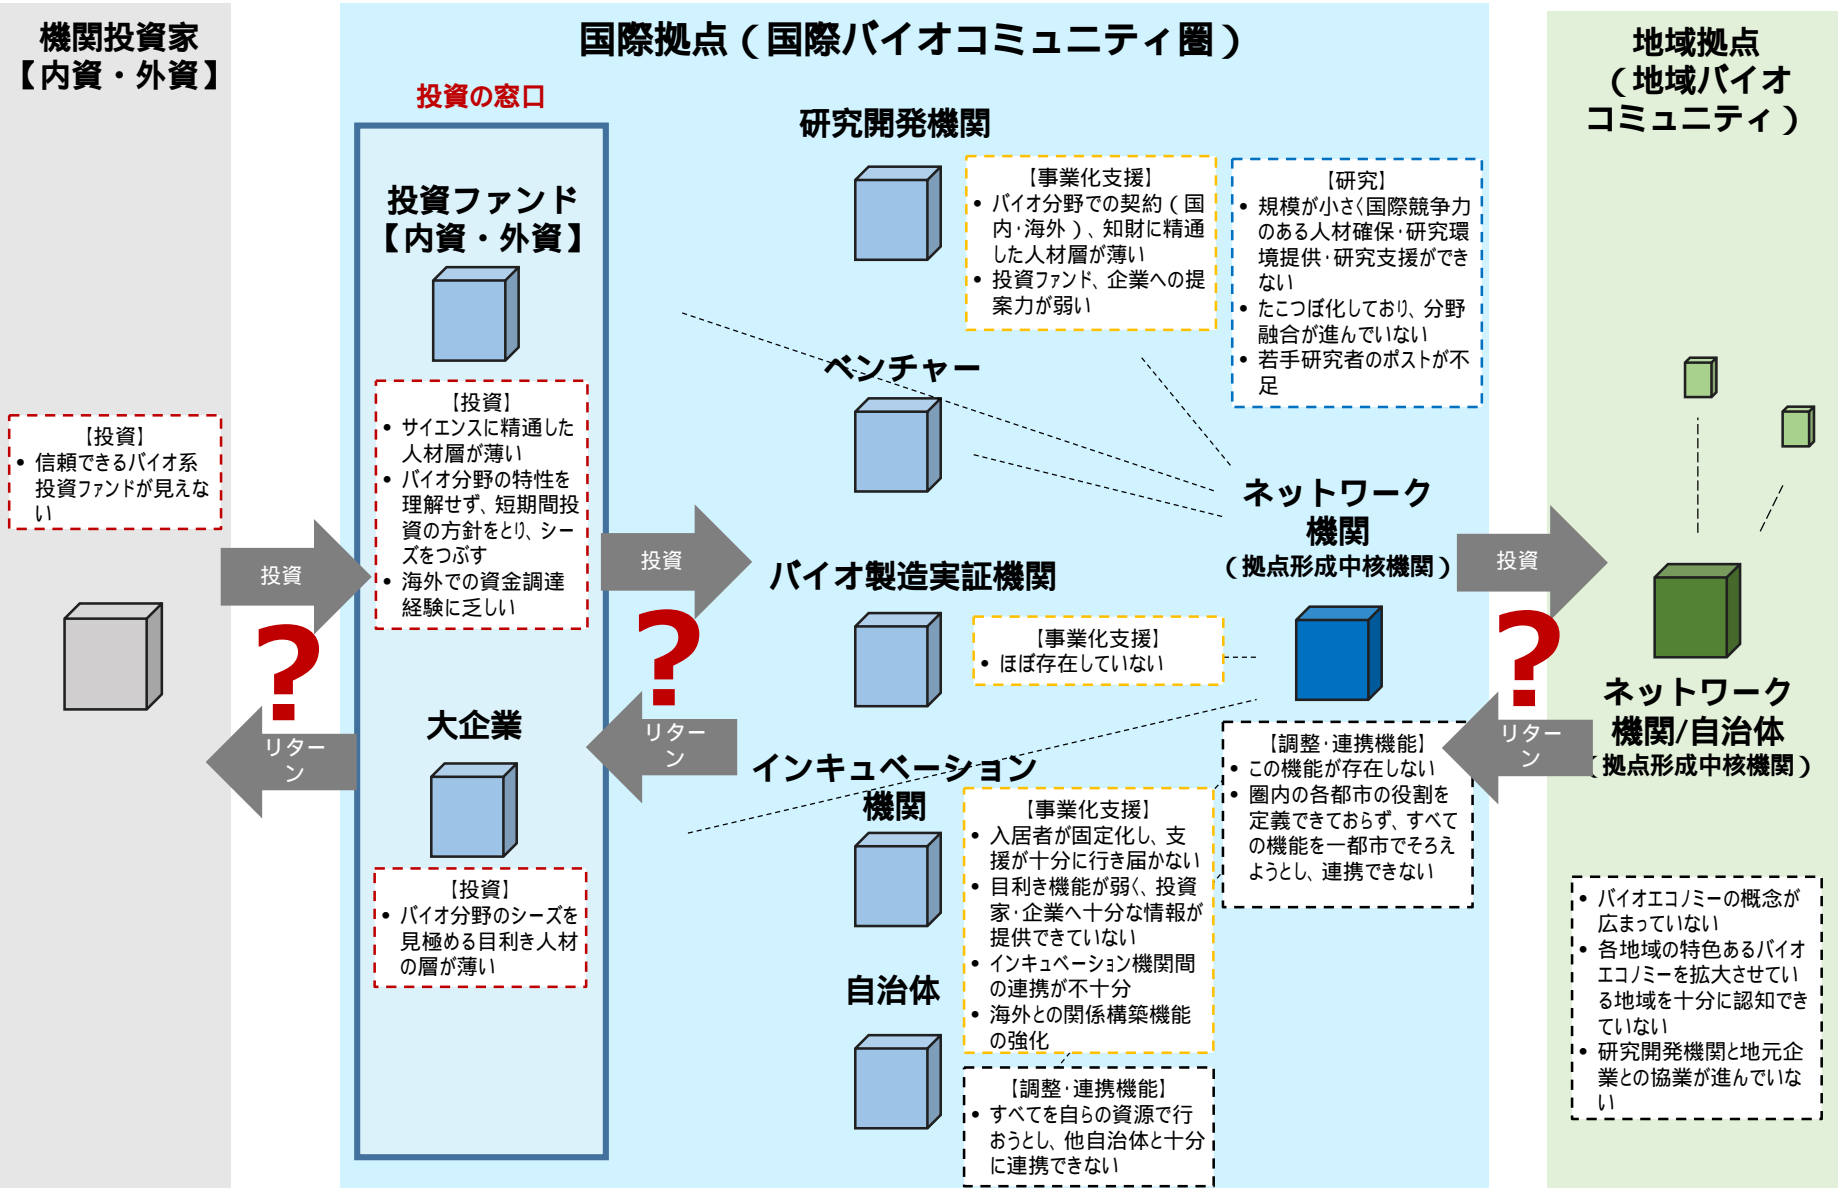 機関投資家
【内資・外資】
【投資】
• 信頼できるバイオ系
投資ファンドが見えな
い
投資
?
リター
ン
国際拠点（国際バイオコミュニティ圏）
投資の窓口
投資ファンド
【内資・外資】
【投資】
• サイエンスに精通した
人材層が薄い
• バイオ分野の特性を
理解せず、短期間投
資の方針をとり、シー
ズをつぶす
• 海外での資金調達
経験に乏しい
大企業
【投資】
• バイオ分野のシーズを
見極める目利き人材
の層が薄い
投資
?
リター
ン
研究開発機関
【事業化支援】
• バイオ分野での契約（国
内・海外）、知財に精通
した人材層が薄い
• 投資ファンド、企業への提
案力が弱い
【研究】
• 規模が小さく国際競争力
のある人材確保・研究環
境提供・研究支援ができ
ない
• たこつぼ化しており、分野
融合が進んでいない
• 若手研究者のポストが不
足
ベンチャー
バイオ製造実証機関
【事業化支援】
• ほぼ存在していない
インキュベーション
機関
【事業化支援】
• 入居者が固定化し、支
援が十分に行き届かない
• 目利き機能が弱く、投資
家・企業へ十分な情報が
提供できていない
• インキュベーション機関間
の連携が不十分
• 海外との関係構築機能
の強化
自治体
【調整・連携機能】
• すべてを自らの資源で行
おうとし、他自治体と十分
に連携できない
ネットワーク
機関
（拠点形成中核機関）
【調整・連携機能】
• この機能が存在しない
• 圏内の各都市の役割を
定義できておらず、すべて
の機能を一都市でそろえ
ようとし、連携できない
投資
?
リター
ン
地域拠点
（地域バイオ
コミュニティ）
ネットワーク
機関/自治体
（拠点形成中核機関）
• バイオエコノミーの概念が
広まっていない
• 各地域の特色あるバイオ
エコノミーを拡大させてい
る地域を十分に認知でき
ていない
• 研究開発機関と地元企
業との協業が進んでいな
い